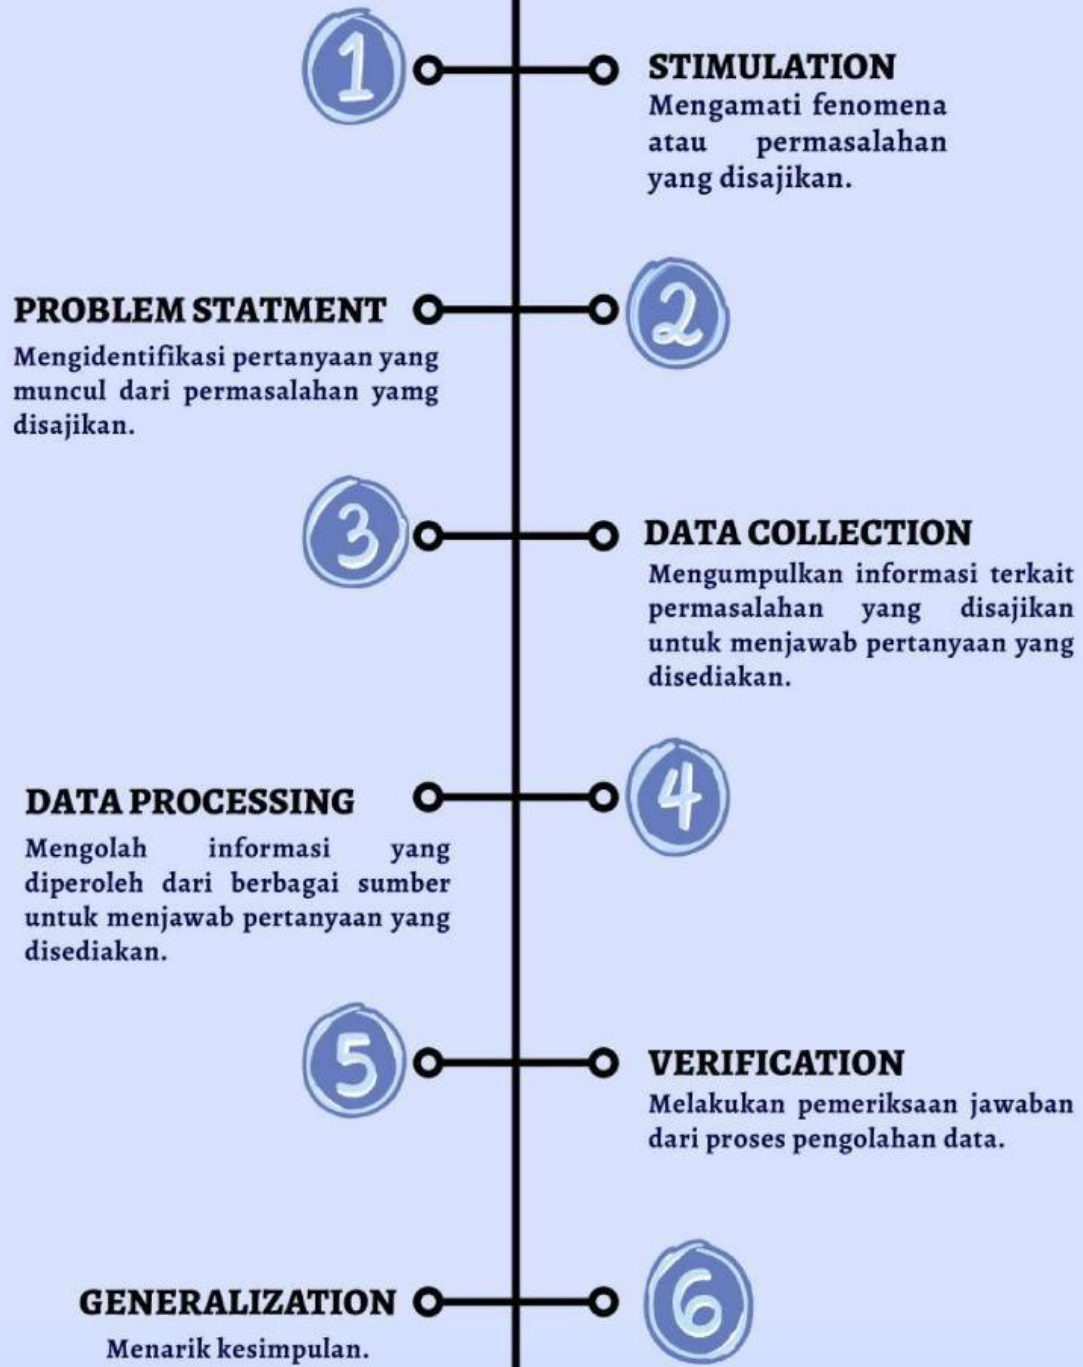 1
STIMULATION
Mengamati fenomena
atau permasalahan
yang disajikan.
PROBLEM STATMENT
2
Mengidentifikasi pertanyaan yang
muncul dari permasalahan yamg
disajikan.
3
DATA COLLECTION
Mengumpulkan informasi terkait
permasalahan yang disajikan
untuk menjawab pertanyaan yang
disediakan.
DATA PROCESSING
4
Mengolah informasi yang
diperoleh dari berbagai sumber
untuk menjawab pertanyaan yang
disediakan.
5
VERIFICATION
Melakukan pemeriksaan jawaban
dari proses pengolahan data.
GENERALIZATION
6
Menarik kesimpulan.